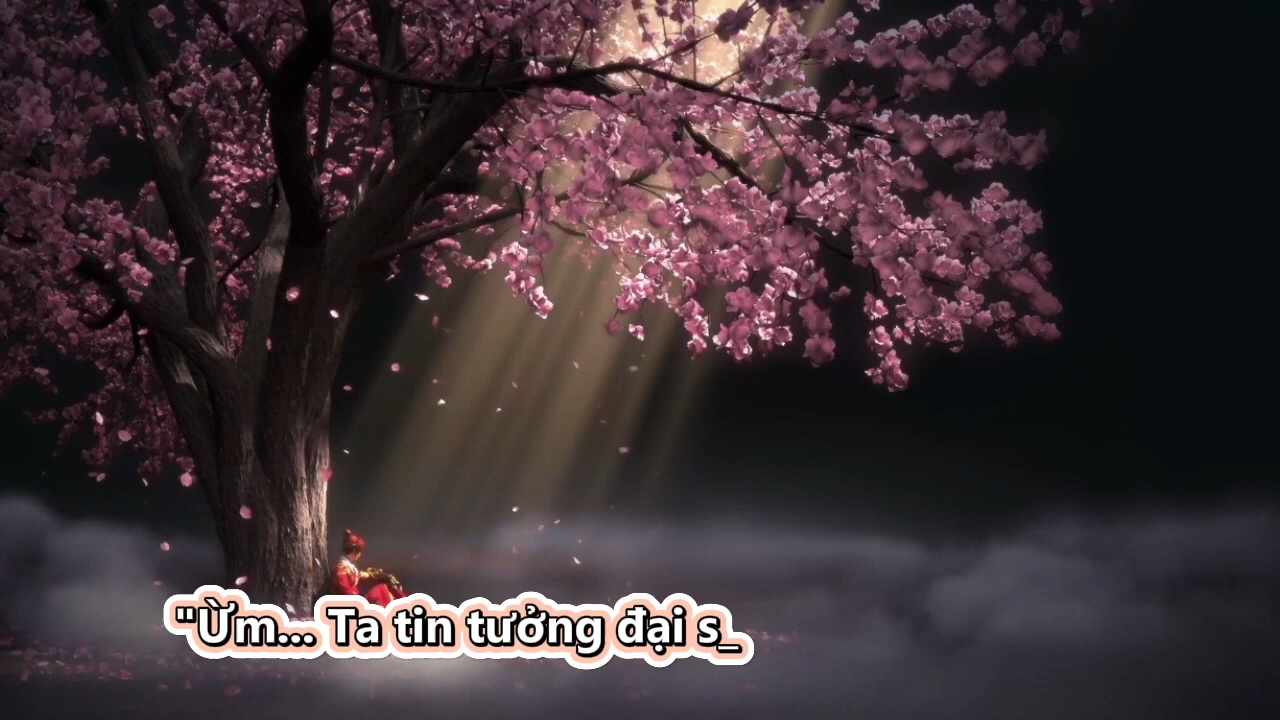 "Ừm... Ta tin tưởng đại s_